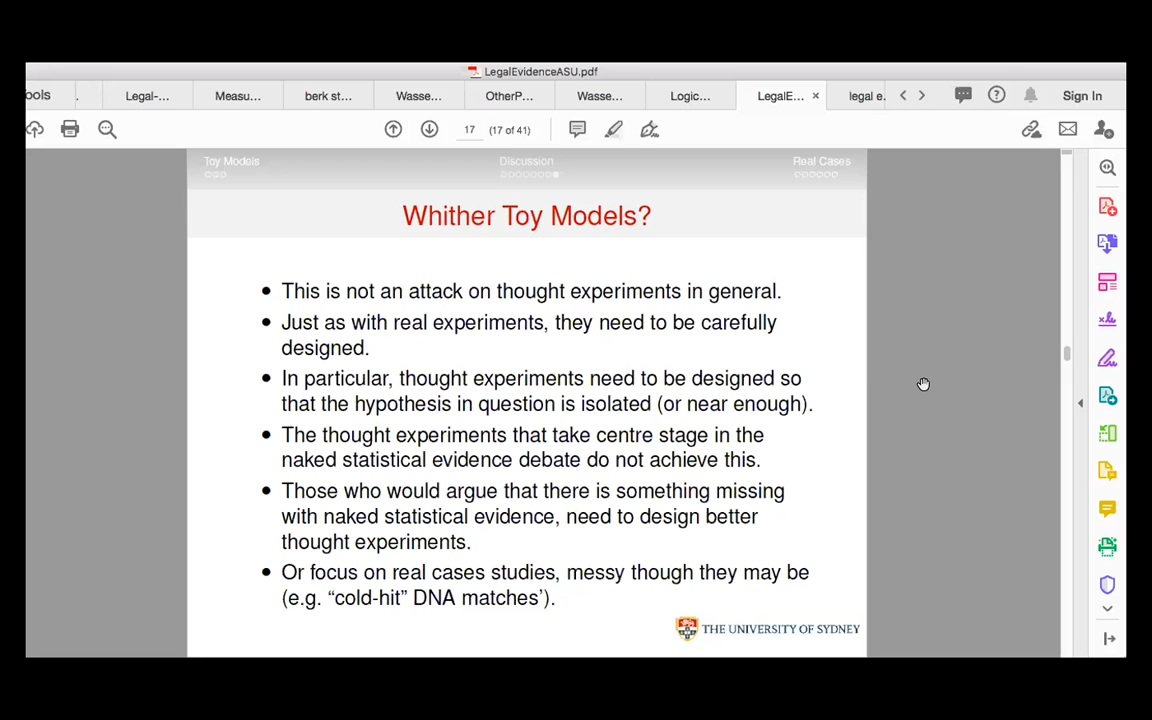 LegalEvidenceASU.pdf
ools . Legal-... Measu... berk st... Wasse... OtherP... Wasse... Logic... LegalE... × legal e. Sign In
17 (17 of 41)
Toy Models Discussion Real Cases
Whither Toy Models?
• This is not an attack on thought experiments in general.
• Just as with real experiments, they need to be carefully
designed.
• In particular, thought experiments need to be designed so
that the hypothesis in question is isolated (or near enough).
• The thought experiments that take centre stage in the
naked statistical evidence debate do not achieve this.
• Those who would argue that there is something missing
with naked statistical evidence, need to design better
thought experiments.
• Or focus on real cases studies, messy though they may be
(e.g. “cold-hit” DNA matches’).
THE UNIVERSITY OF SYDNEY